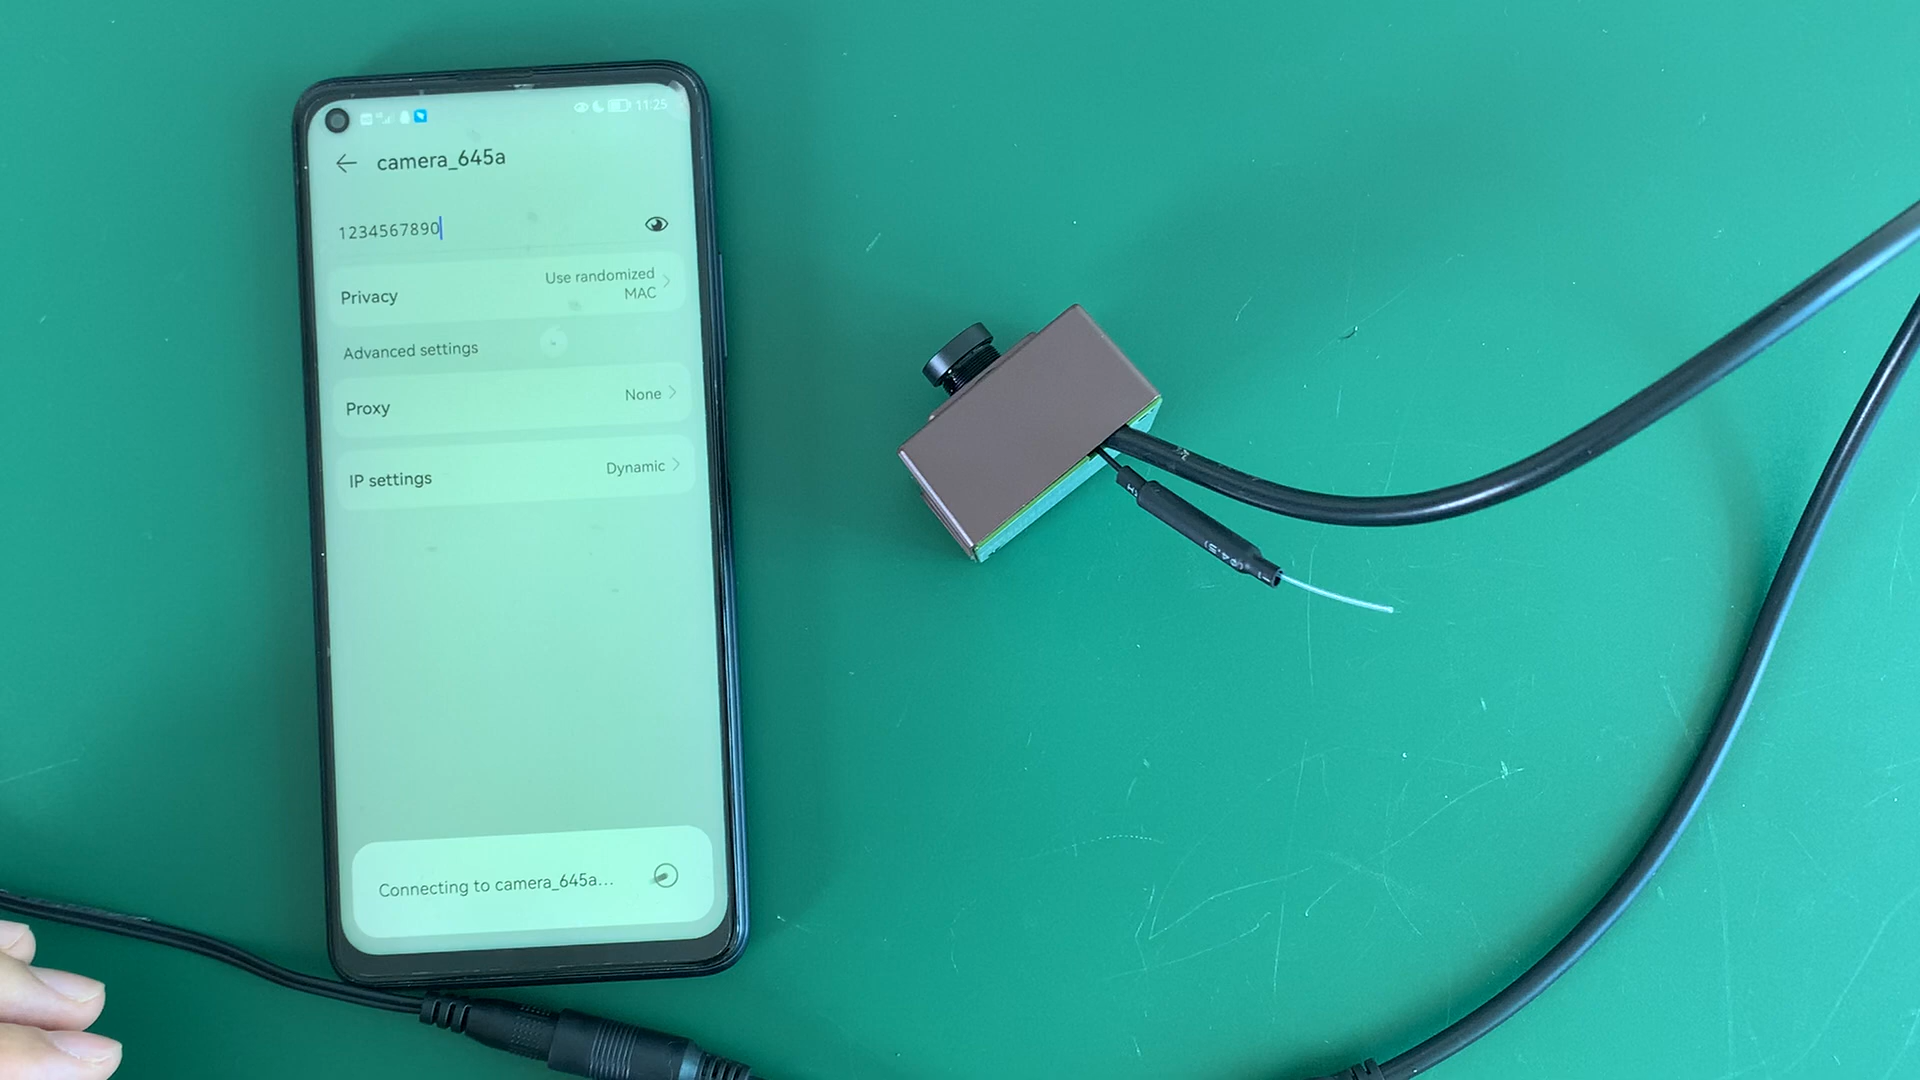 11:25
camera_645a
1234567890
Privacy
Use randomized
MAC
Advanced settings
Proxy
None
IP settings
Dynamic
Connecting to camera_645a...